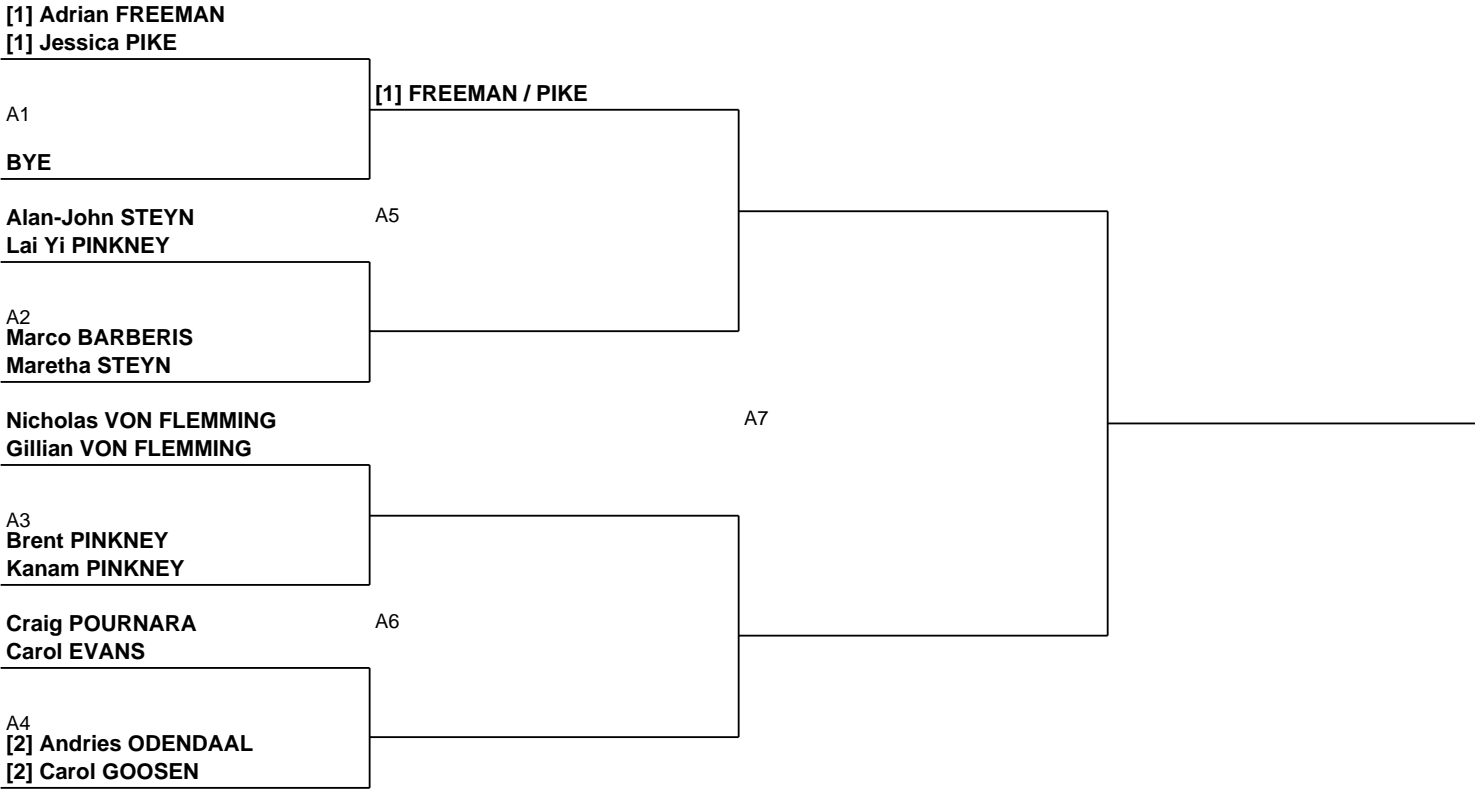 [1] Adrian FREEMAN
[1] Jessica PIKE
[1] FREEMAN / PIKE
A1
BYE
Alan-John STEYN
A5
Lai Yi PINKNEY
A2
Marco BARBERIS
Maretha STEYN
Nicholas VON FLEMMING
A7
Gillian VON FLEMMING
A3
Brent PINKNEY
Kanam PINKNEY
Craig POURNARA
A6
Carol EVANS
A4
[2] Andries ODENDAAL
[2] Carol GOOSEN